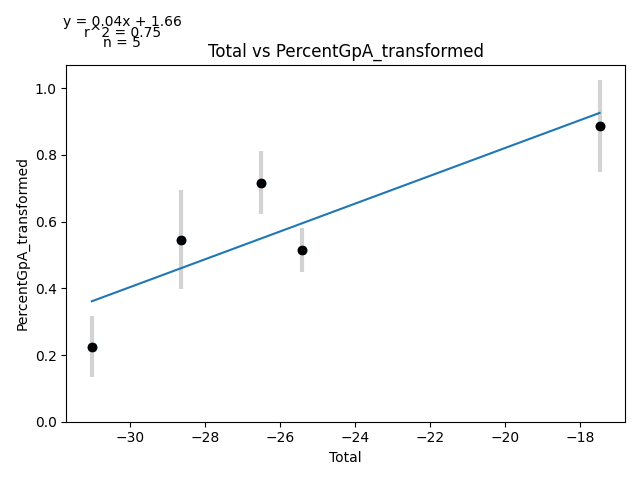 y = 0.04x + 1.66
r^2 = 0.75
n = 5
Total vs PercentGpA_transformed
PercentGpA_transformed
1.0
0.8
0.6
0.4
0.2
0.0
−30 −28 −26 −24 −22 −20 −18
Total